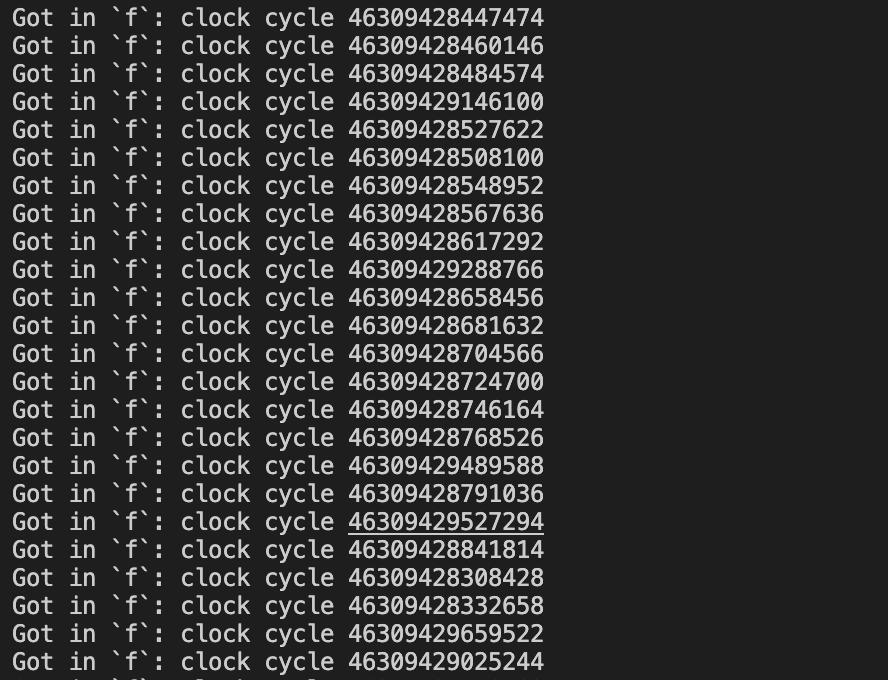 Got in `f`: clock cycle 46309428447474
Got in `f`: clock cycle 46309428460146
Got in `f`: clock cycle 46309428484574
Got in `f`: clock cycle 46309429146100
Got in `f`: clock cycle 46309428527622
Got in `f`: clock cycle 46309428508100
Got in `f`: clock cycle 46309428548952
Got in `f`: clock cycle 46309428567636
Got in `f`: clock cycle 46309428617292
Got in `f`: clock cycle 46309429288766
Got in `f`: clock cycle 46309428658456
Got in `f`: clock cycle 46309428681632
Got in `f`: clock cycle 46309428704566
Got in `f`: clock cycle 46309428724700
Got in `f`: clock cycle 46309428746164
Got in `f`: clock cycle 46309428768526
Got in `f`: clock cycle 46309429489588
Got in `f`: clock cycle 46309428791036
Got in `f`: clock cycle 46309429527294
Got in `f`: clock cycle 46309428841814
Got in `f`: clock cycle 46309428308428
Got in `f`: clock cycle 46309428332658
Got in `f`: clock cycle 46309429659522
Got in `f`: clock cycle 46309429025244